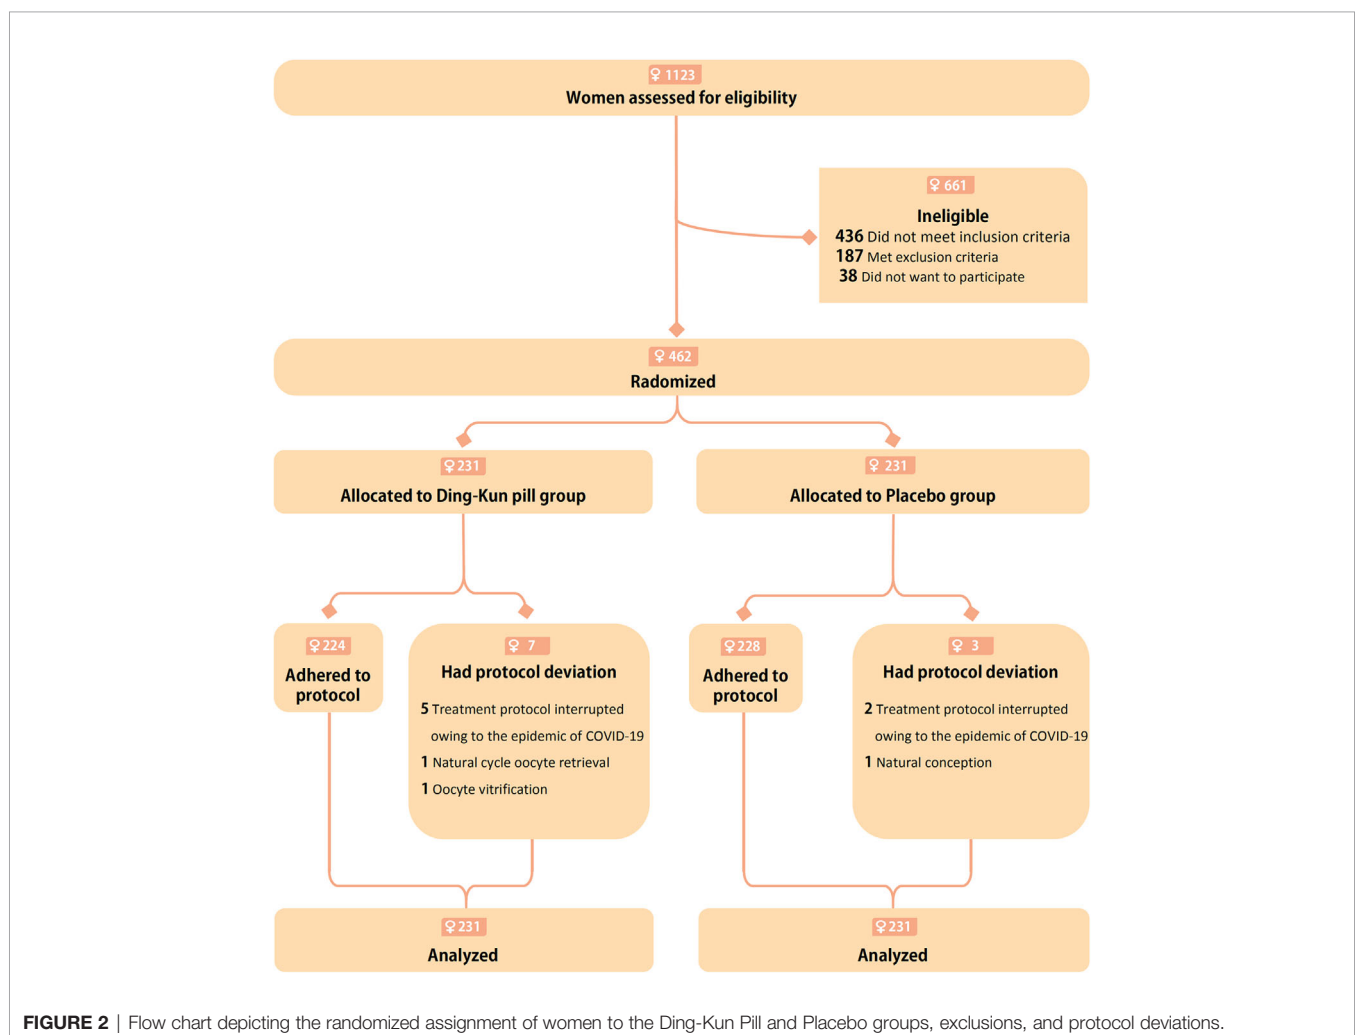 ♀ 1123
Women assessed for eligibility
♀ 661
Ineligible
436 Did not meet inclusion criteria
187 Met exclusion criteria
38 Did not want to participate
♀ 462
Radomized
♀ 231
Allocated to Ding-Kun pill group
♀ 231
Allocated to Placebo group
♀ 224
Adhered to
protocol
♀ 7
Had protocol deviation
5 Treatment protocol interrupted
owing to the epidemic of COVID-19
1 Natural cycle oocyte retrieval
1 Oocyte vitrification
♀ 228
Adhered to
protocol
♀ 3
Had protocol deviation
2 Treatment protocol interrupted
owing to the epidemic of COVID-19
1 Natural conception
♀ 231
Analyzed
♀ 231
Analyzed
FIGURE 2 | Flow chart depicting the randomized assignment of women to the Ding-Kun Pill and Placebo groups, exclusions, and protocol deviations.